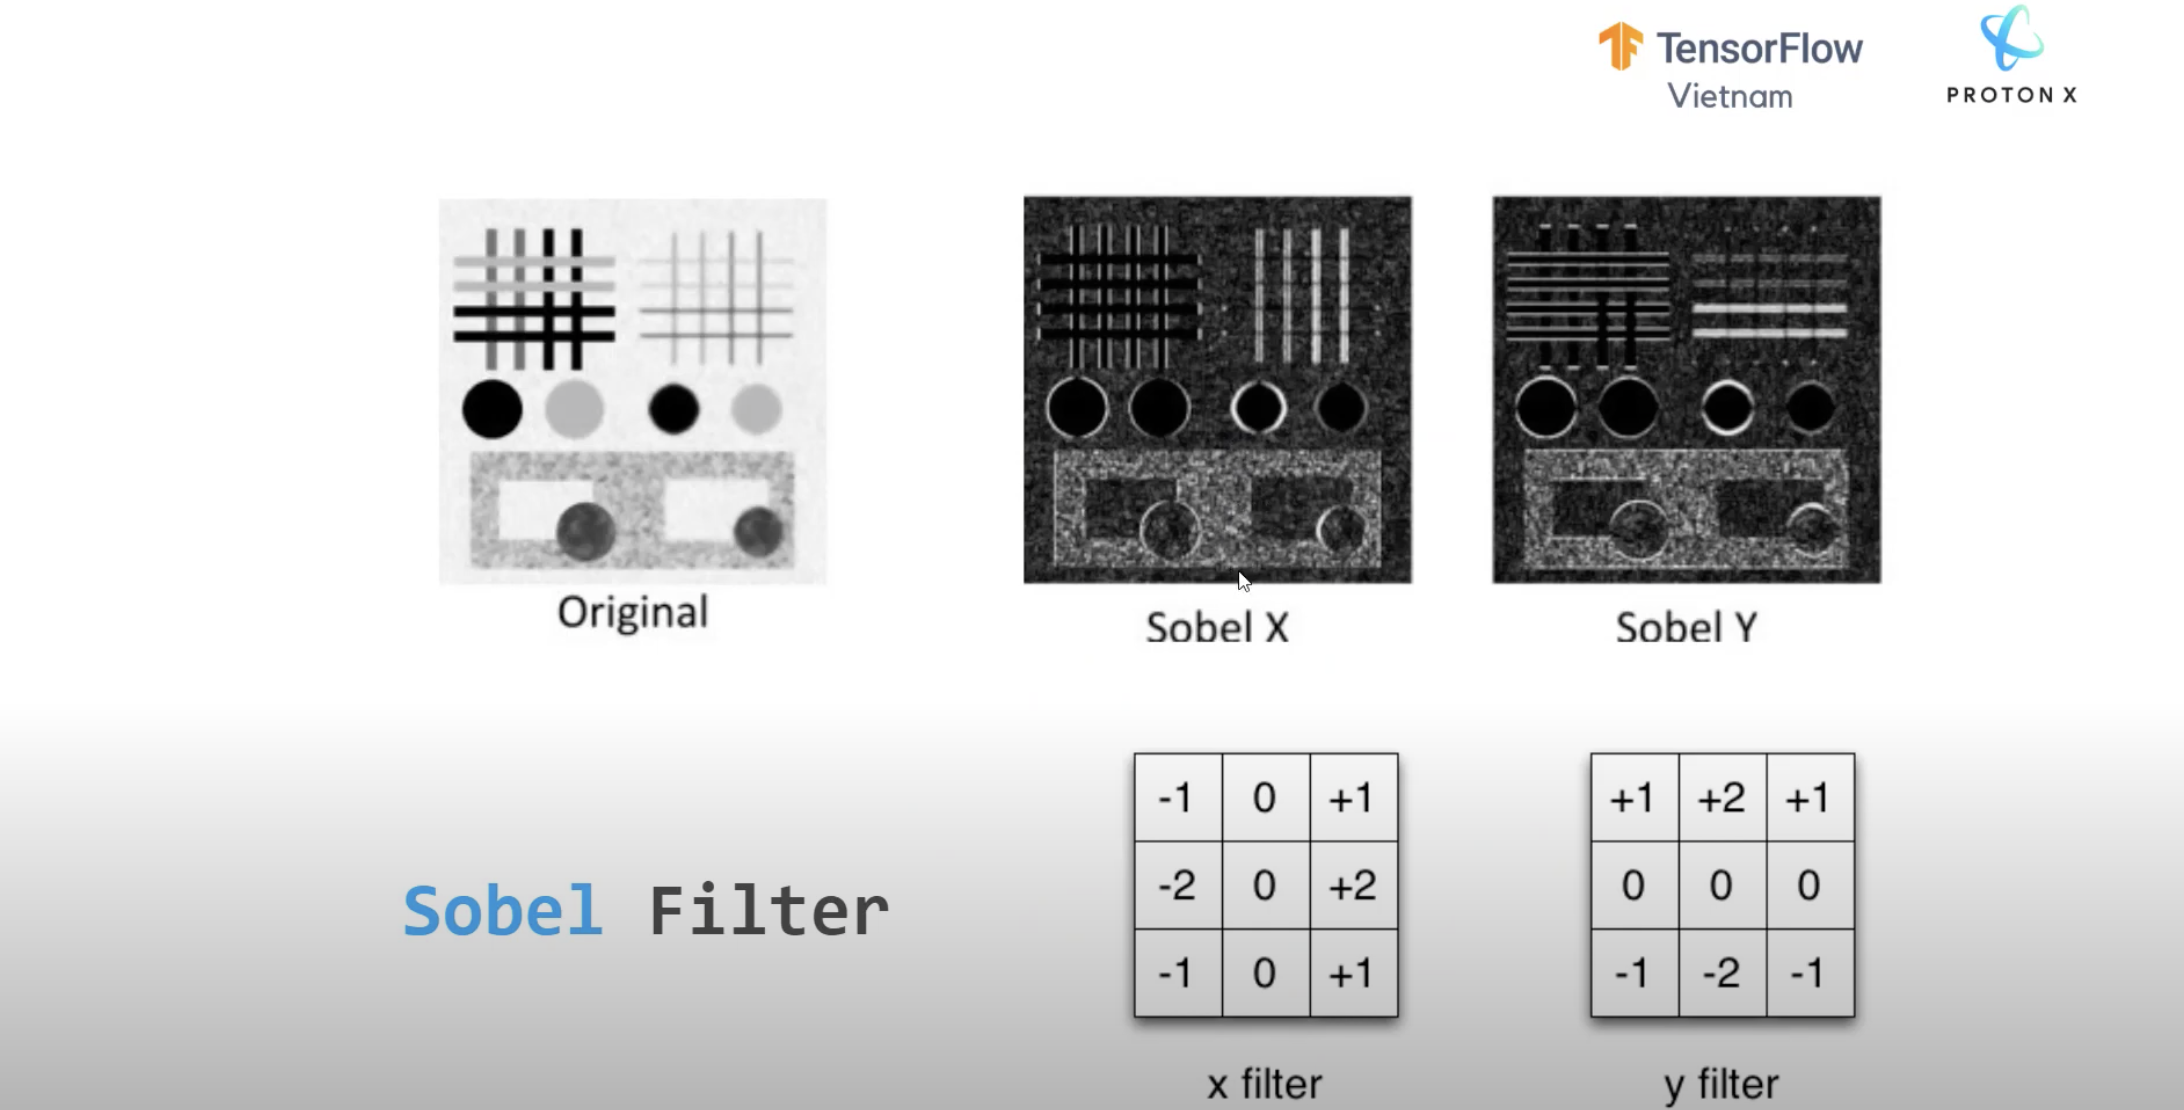 TensorFlow
Vietnam
PROTON X
Original
Sobel X
Sobel Y
Sobel Filter
-1 0 +1
-2 0 +2
-1 0 +1
x filter
+1 +2 +1
0 0 0
-1 -2 -1
y filter